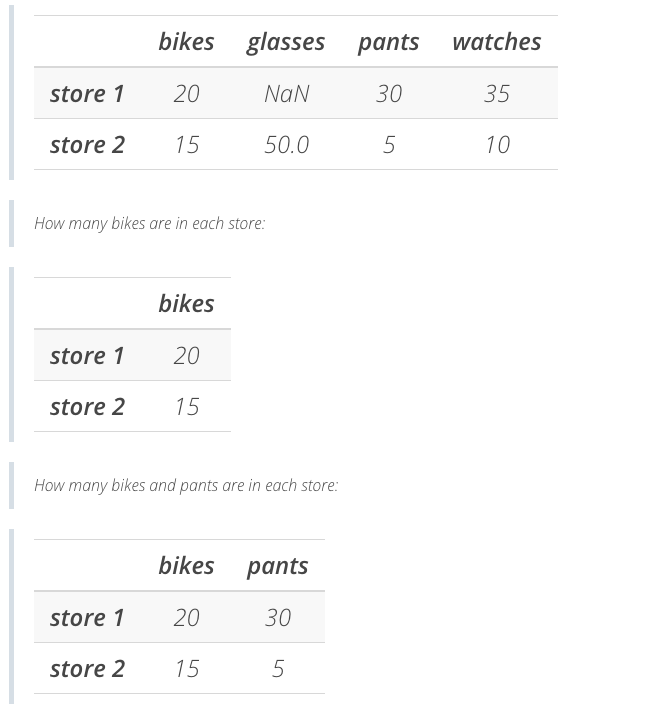 bikes glasses pants watches
store 1 20 NaN 30 35
store 2 15 50.0 5 10
How many bikes are in each store:
bikes
store 1 20
store 2 15
How many bikes and pants are in each store:
bikes pants
store 1 20 30
store 2 15 5